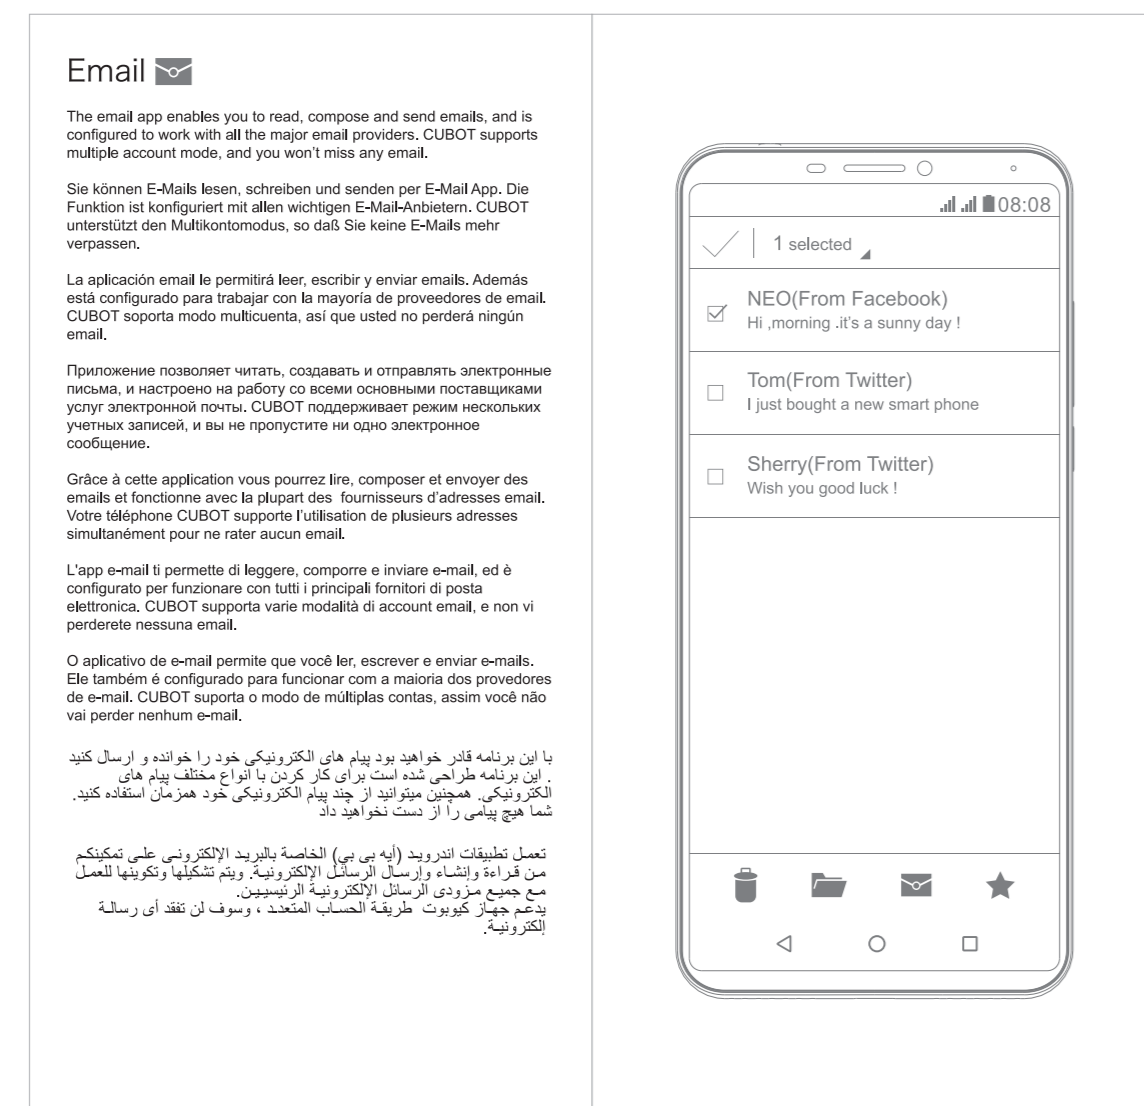 Email
The email app enables you to read, compose and send emails, and is
configured to work with all the major email providers. CUBOT supports
multiple account mode, and you won't miss any email.
Sie können E-Mails lesen, schreiben und senden per E-Mail App. Die
Funktion ist konfiguriert mit allen wichtigen E-Mail-Anbietern. CUBOT
unterstützt den Multikontomodus, so daß Sie keine E-Mails mehr
verpassen.
La aplicación email le permitirá leer, escribir y enviar emails. Además
está configurado para trabajar con la mayoría de proveedores de email.
CUBOT soporta modo multicuenta, así que usted no perderá ningún
email.
Приложение позволяет читать, создавать и отправлять электронные
письма, и настроено на работу со всеми основными поставщиками
услуг электронной почты. CUBOT поддерживает режим нескольких
учетных записей, и вы не пропустите ни одно электронное
сообщение.
Grâce à cette application vous pourrez lire, composer et envoyer des
emails et fonctionne avec la plupart des fournisseurs d'adresses email.
Votre téléphone CUBOT supporte l'utilisation de plusieurs adresses
simultanément pour ne rater aucun email.
L'app e-mail ti permette di leggere, comporre e inviare e-mail, ed è
configurato per funzionare con tutti i principali fornitori di posta
elettronica. CUBOT supporta varie modalità di account email, e non vi
perderete nessuna email.
O aplicativo de e-mail permite que você ler, escrever e enviar e-mails.
Ele também é configurado para funcionar com a maioria dos provedores
de e-mail. CUBOT suporta o modo de múltiplas contas, assim você não
vai perder nenhum e-mail.
با این برنامه قادر خواهید بود پیام های الکترونیکی خود را خوانده و ارسال کنید
. این برنامه طراحی شده است برای کار کردن با انواع مختلف پیام های
الکترونیکی. همچنین میتوانید از چند پیام الکترونیکی خود همزمان استفاده کنید.
شما هیچ پیامی را از دست نخواهید داد
تعمل تطبيقات اندرويد (أيه بى بي) الخاصة بالبريد الإلكترونى على تمكينكم
من قراءة وإنشاء وإرسال الرسائل الإلكترونية. ويتم تشكيلها وتكوينها للعمل
مع جميع مزودى الرسائل الإلكترونية الرئيسيين.
يدعم جهاز كيوبوت طريقة الحساب المتعدد ، وسوف لن تفقد أى رسالة
إلكترونية.
08:08
1 selected
NEO(From Facebook)
Hi ,morning .it's a sunny day !
Tom(From Twitter)
I just bought a new smart phone
Sherry(From Twitter)
Wish you good luck !